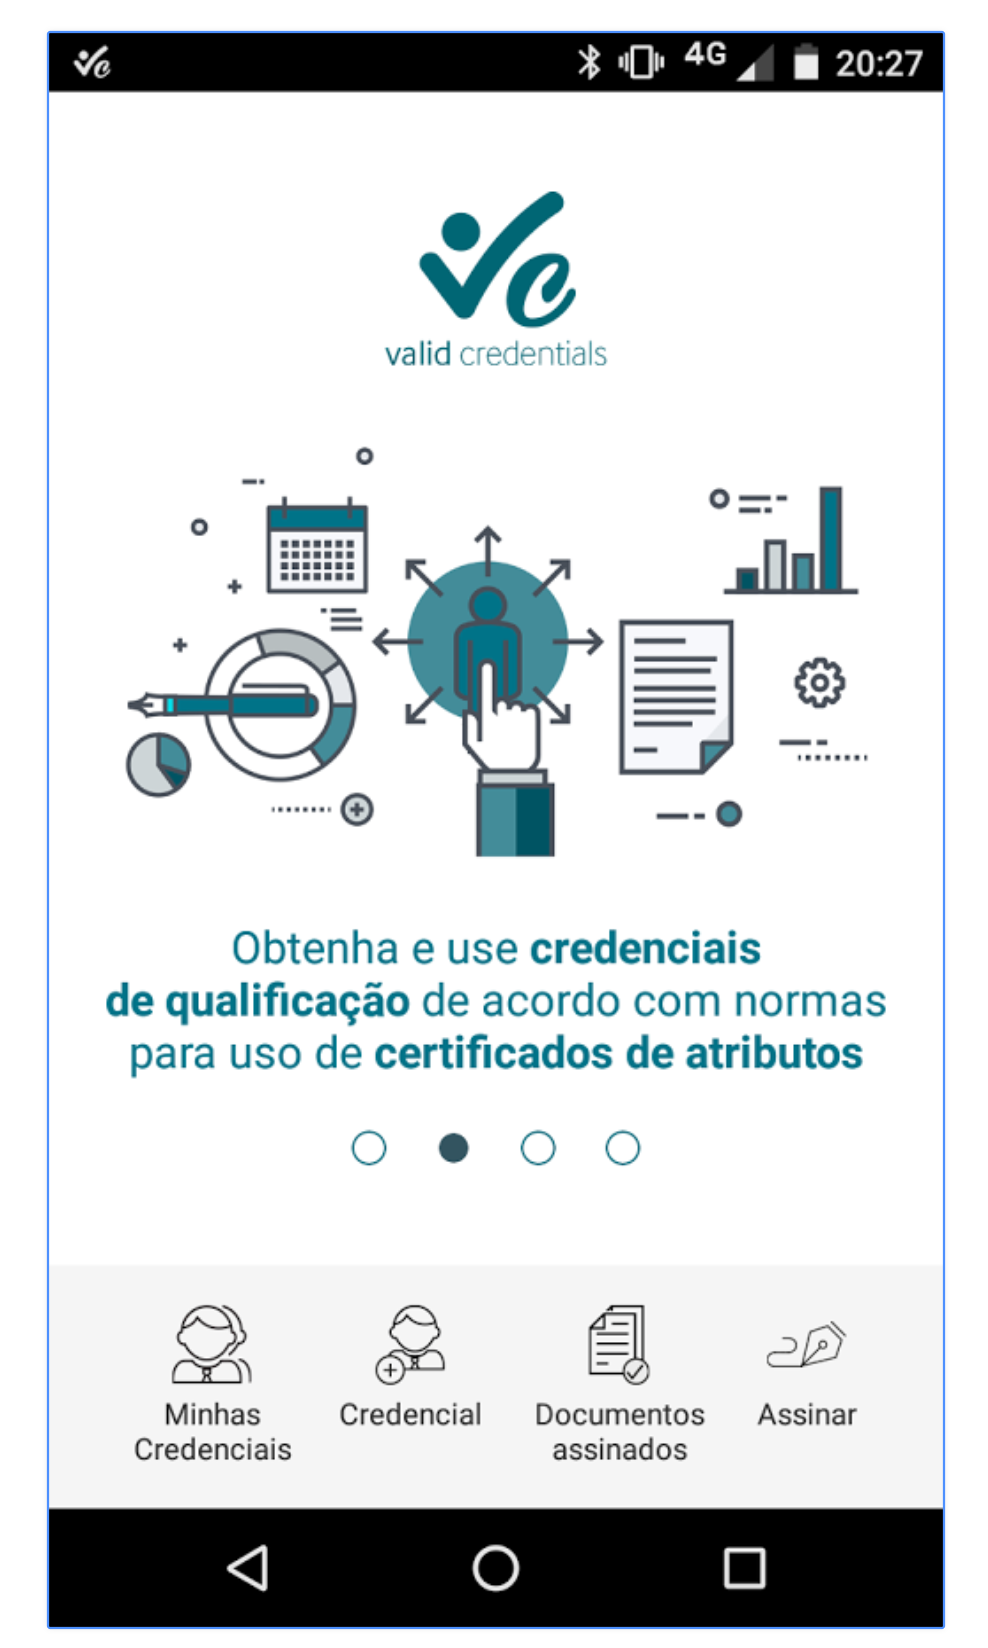 4G 20:27
valid credentials
Obtenha e use credenciais
de qualificação de acordo com normas
para uso de certificados de atributos
Minhas
Credenciais
Credencial
Documentos
assinados
Assinar